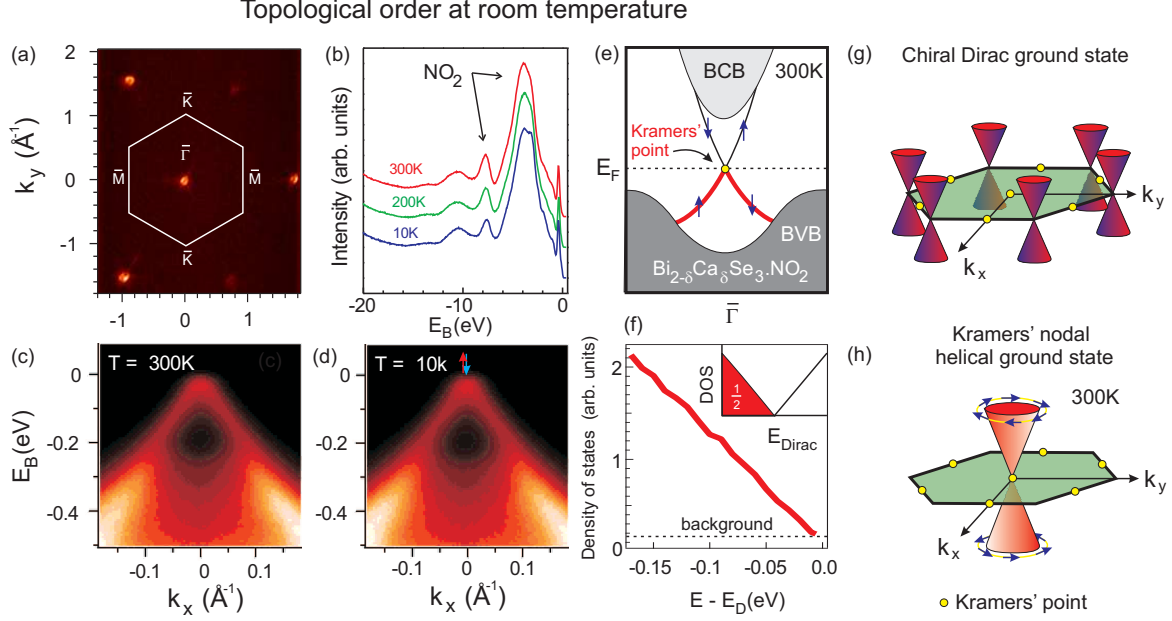 Topological order at room temperature
(a)
2
1
0
-1
k_y (Å⁻¹)
K̄
Γ̄
M̄
M̄
K̄
-1
0
1
(b)
NO₂
300K
200K
10K
Intensity (arb. units)
-20
-10
0
E_B(eV)
(e)
BCB
300K
Kramers'
point
E_F
BVB
Bi₂₋δCaδSe₃.NO₂
Γ̄
(g)
Chiral Dirac ground state
k_y
k_x
(c)
T = 300K
(c)
0
-0.2
-0.4
E_B(eV)
-0.1
0
0.1
k_x (Å⁻¹)
(d)
T = 10k
0
-0.2
-0.4
-0.1
0
0.1
k_x (Å⁻¹)
(f)
2
1
0
Density of states (arb. units)
DOS
1/2
E_Dirac
background
-0.15
-0.10
-0.05
0.0
E - E_D(eV)
(h)
Kramers' nodal
helical ground state
300K
k_y
k_x
Kramers' point